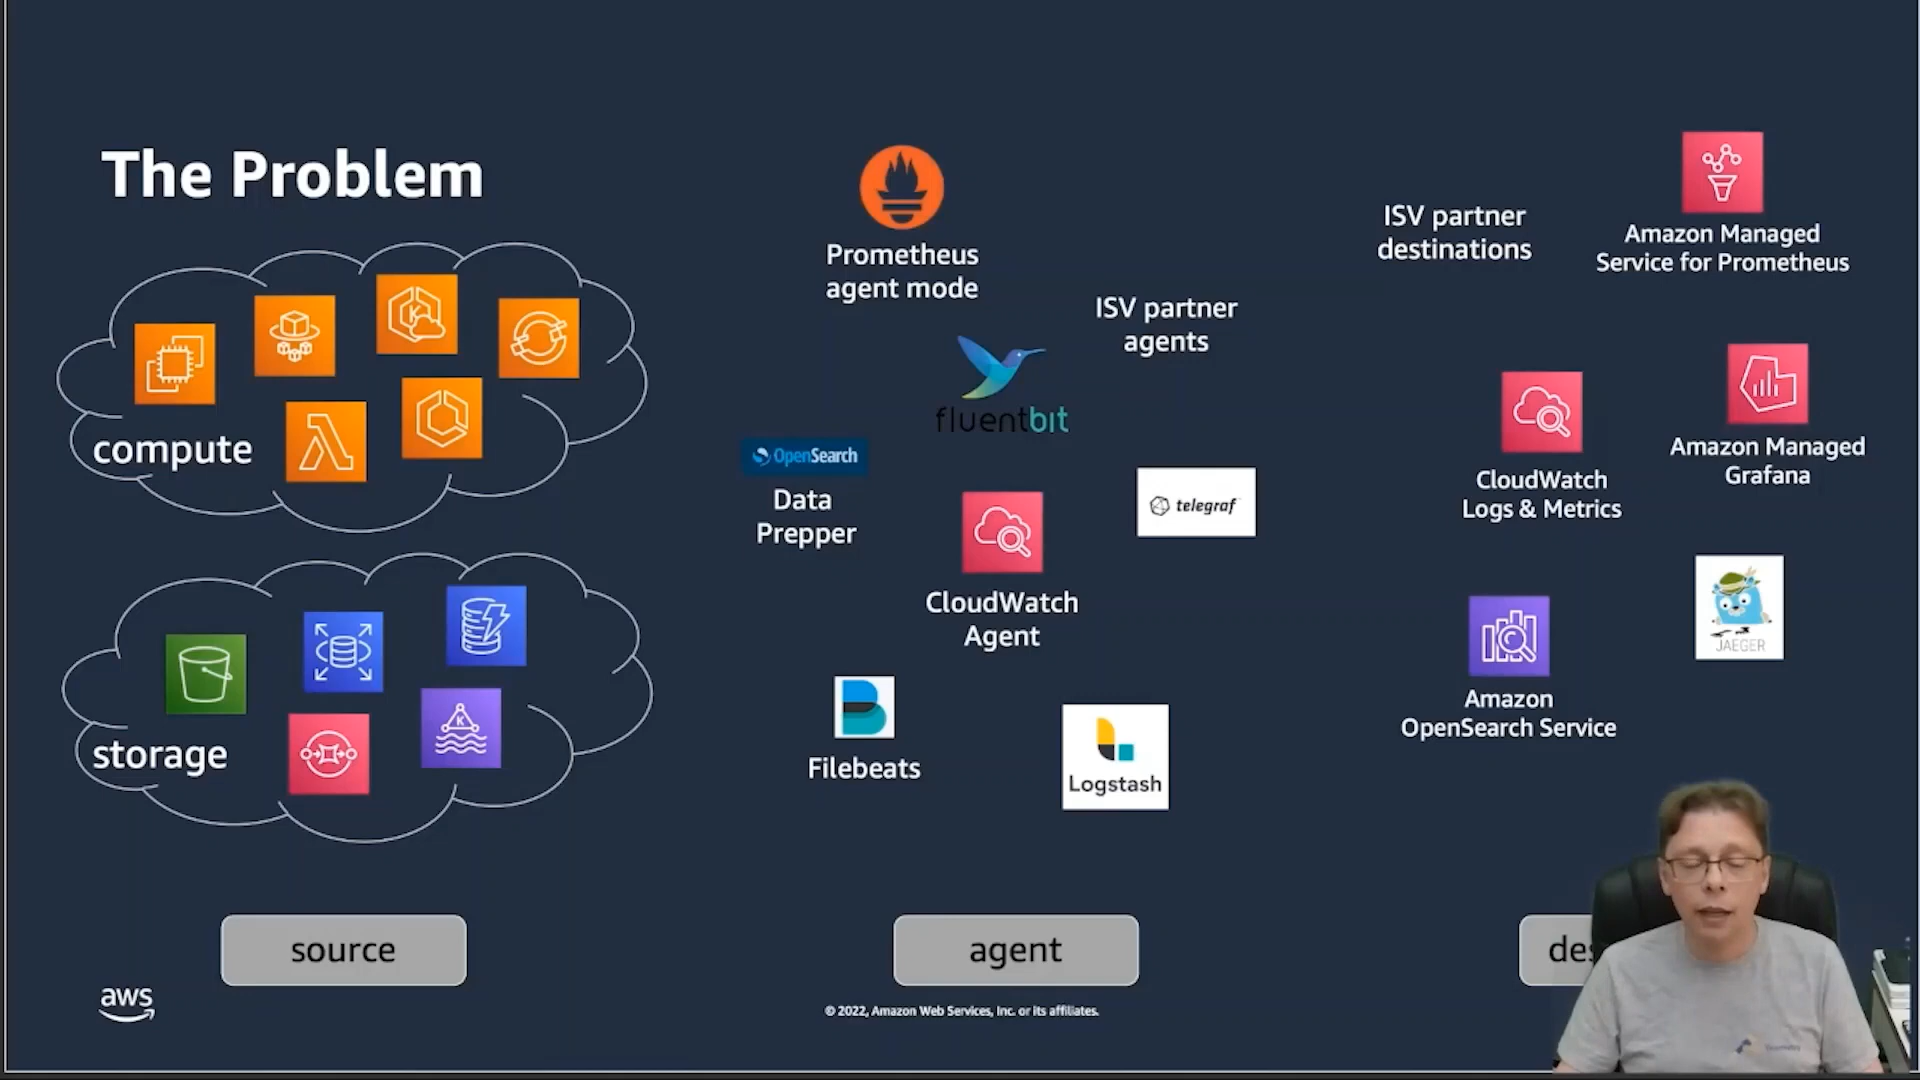 The Problem
compute
storage
source
Prometheus
agent mode
ISV partner
agents
fluentbit
OpenSearch
Data
Prepper
telegraf
CloudWatch
Agent
Filebeats
Logstash
agent
ISV partner
destinations
Amazon Managed
Service for Prometheus
CloudWatch
Logs & Metrics
Amazon Managed
Grafana
Amazon
OpenSearch Service
JAEGER
aws
© 2022, Amazon Web Services, Inc. or its affiliates.